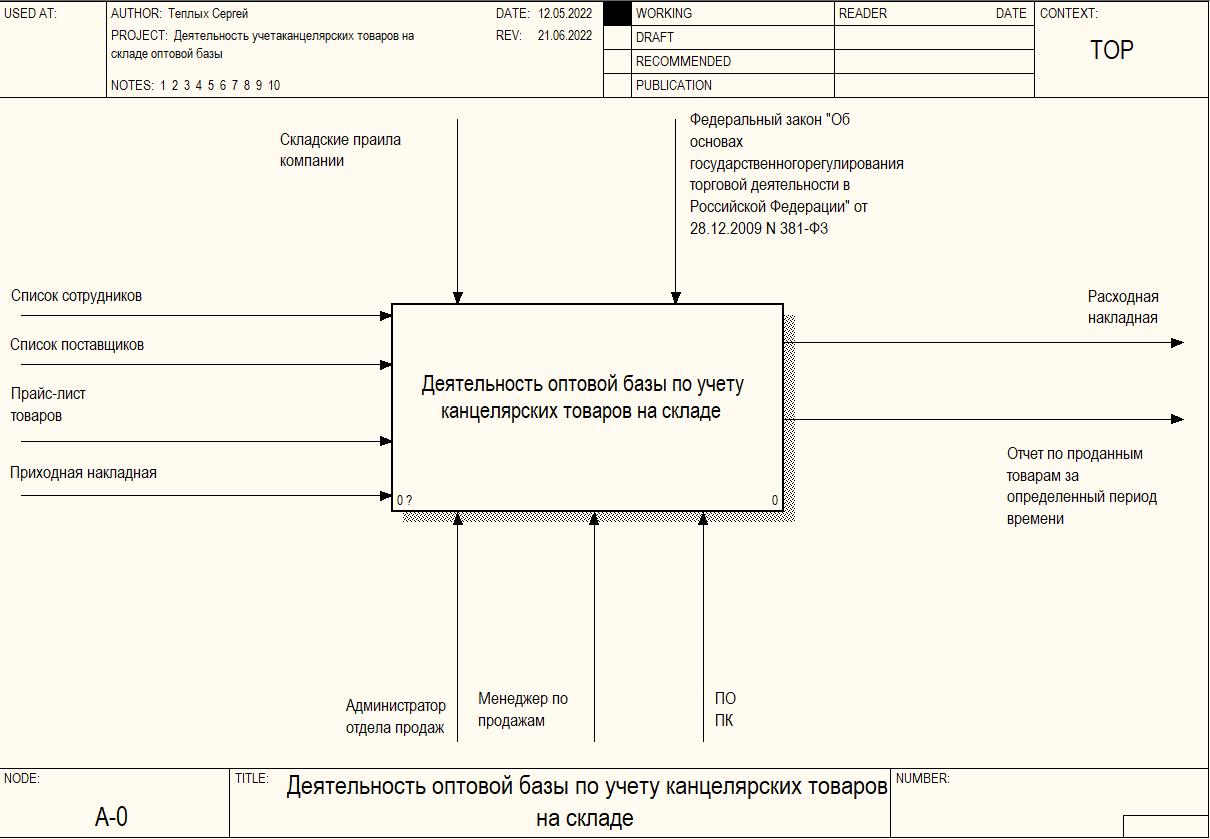 USED AT:
AUTHOR: Теплых Сергей
DATE: 12.05.2022
PROJECT: Деятельность учетаканцелярских товаров на
складе оптовой базы
REV: 21.06.2022
NOTES: 1 2 3 4 5 6 7 8 9 10
WORKING
DRAFT
RECOMMENDED
PUBLICATION
READER
DATE
CONTEXT:
TOP
Складские праила
компании
Федеральный закон "Об
основах
государственногорегулирования
торговой деятельности в
Российской Федерации" от
28.12.2009 N 381-ФЗ
Список сотрудников
Список поставщиков
Прайс-лист
товаров
Приходная накладная
Деятельность оптовой базы по учету
канцелярских товаров на складе
0 ?
0
Расходная
накладная
Отчет по проданным
товарам за
определенный период
времени
Администратор
отдела продаж
Менеджер по
продажам
ПО
ПК
NODE:
A-0
TITLE:
Деятельность оптовой базы по учету канцелярских товаров
на складе
NUMBER: